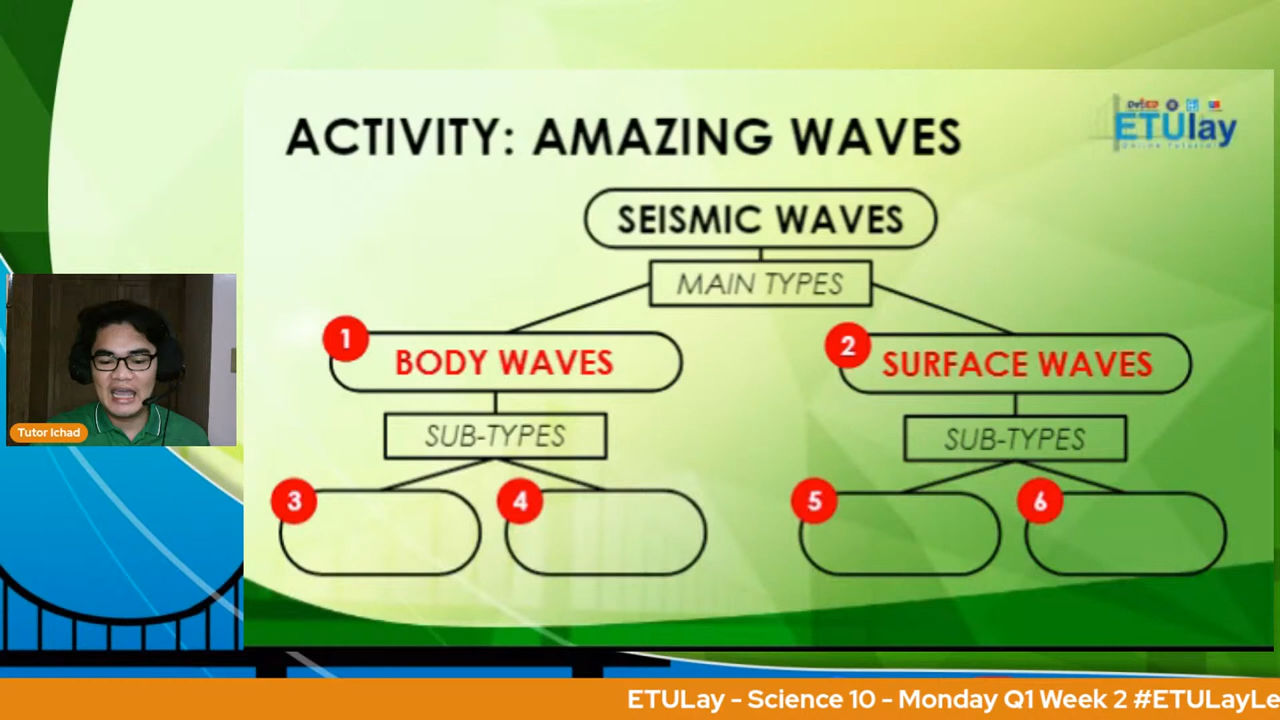 ACTIVITY: AMAZING WAVES
ETULay
SEISMIC WAVES
MAIN TYPES
1
BODY WAVES
2
SURFACE WAVES
SUB-TYPES
SUB-TYPES
3
4
5
6
Tutor Ichad
ETULay - Science 10 - Monday Q1 Week 2 #ETULayLe